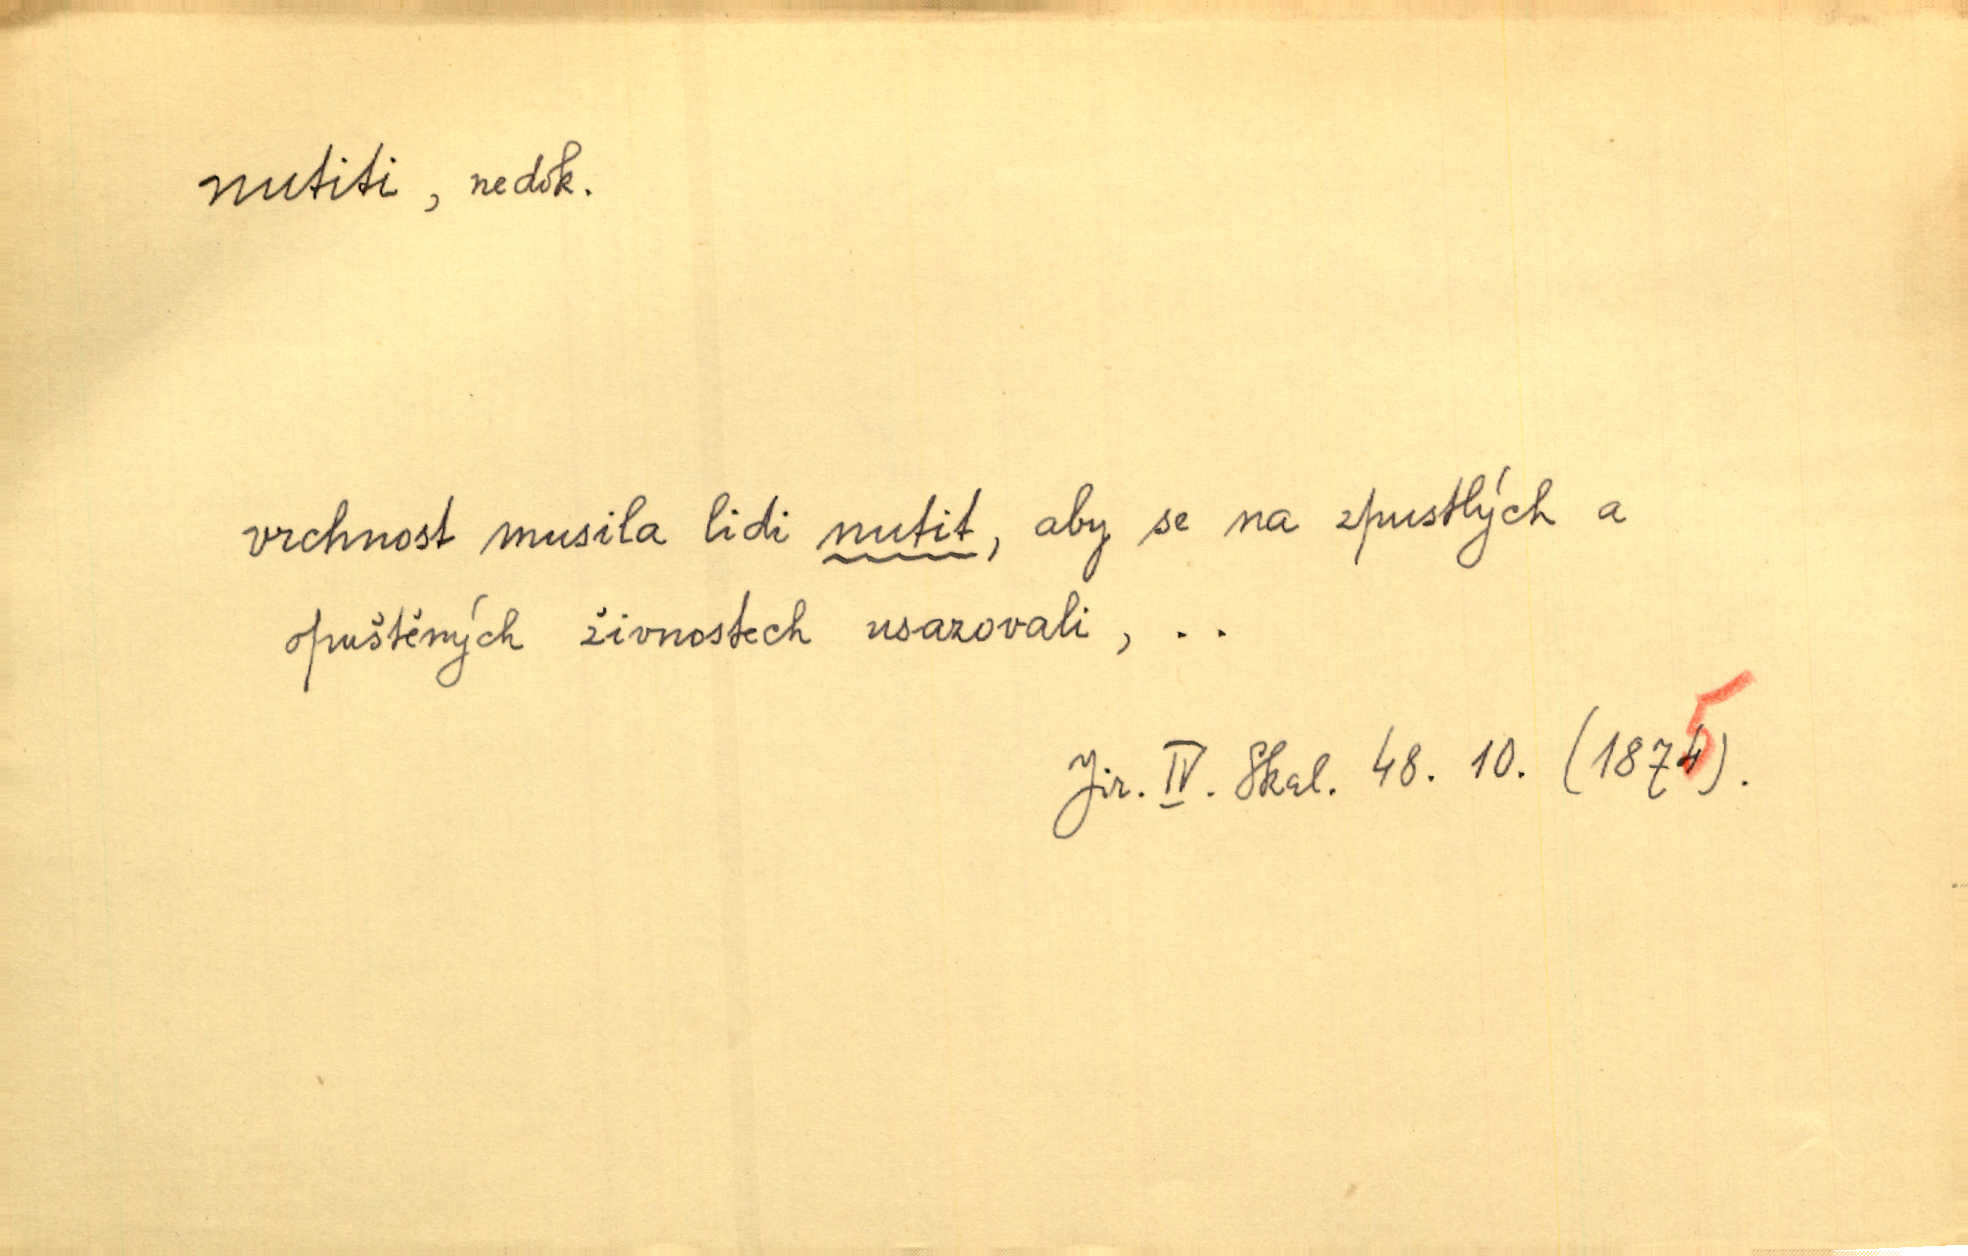 nutiti, nedok.
vrchnost musila lidi nutit, aby se na zpustlých a
opuštěných živnostech usazovali, . .
Jir. IV. Skal. 48. 10. (1875).